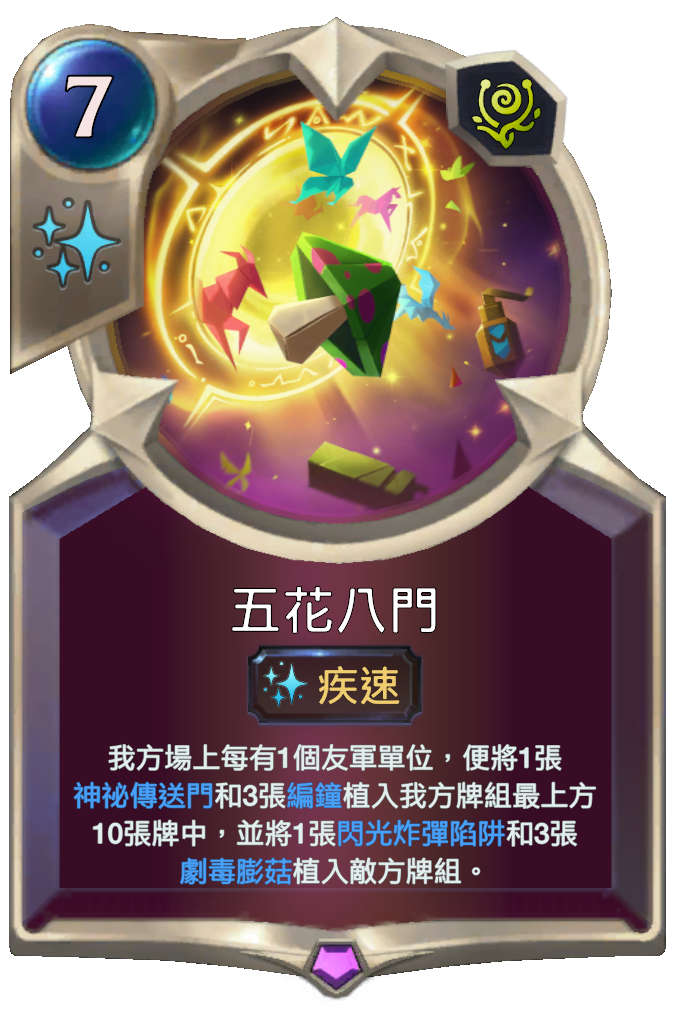 7
五花八門
疾速
我方場上每有1個友軍單位，便將1張
神祕傳送門和3張編鐘植入我方牌組最上方
10張牌中，並將1張閃光炸彈陷阱和3張
劇毒膨菇植入敵方牌組。